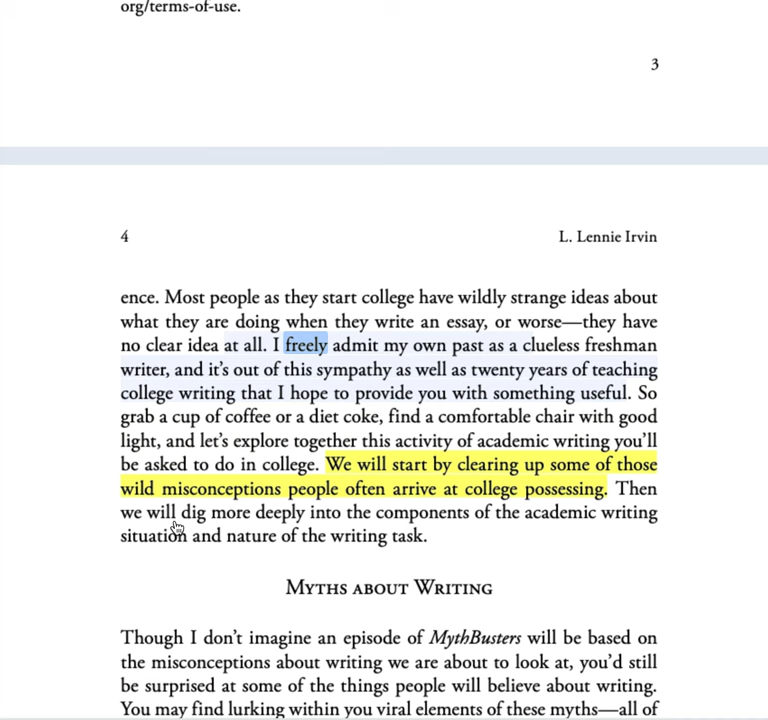 org/terms-of-use.
3
4 L. Lennie Irvin
ence. Most people as they start college have wildly strange ideas about
what they are doing when they write an essay, or worse—they have
no clear idea at all. I freely admit my own past as a clueless freshman
writer, and it's out of this sympathy as well as twenty years of teaching
college writing that I hope to provide you with something useful. So
grab a cup of coffee or a diet coke, find a comfortable chair with good
light, and let's explore together this activity of academic writing you'll
be asked to do in college. We will start by clearing up some of those
wild misconceptions people often arrive at college possessing. Then
we will dig more deeply into the components of the academic writing
situation and nature of the writing task.
Myths about Writing
Though I don't imagine an episode of MythBusters will be based on
the misconceptions about writing we are about to look at, you'd still
be surprised at some of the things people will believe about writing.
You may find lurking within you viral elements of these myths—all of